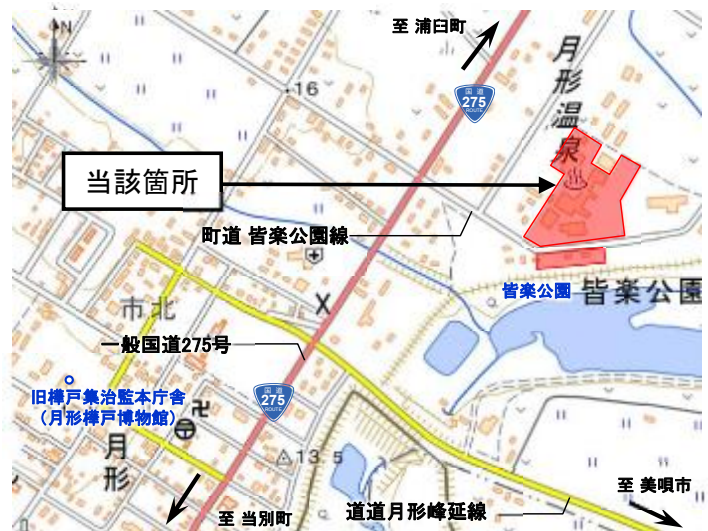 至 浦臼町
N
国道
275
ROUTE
月形温泉
・16
当該箇所
町道 皆楽公園線
皆楽公園
皆楽公園
市北
一般国道275号
旧樺戸集治監本庁舎
（月形樺戸博物館）
国道
275
ROUTE
月形
13.5
至 当別町
道道月形峰延線
至 美唄市